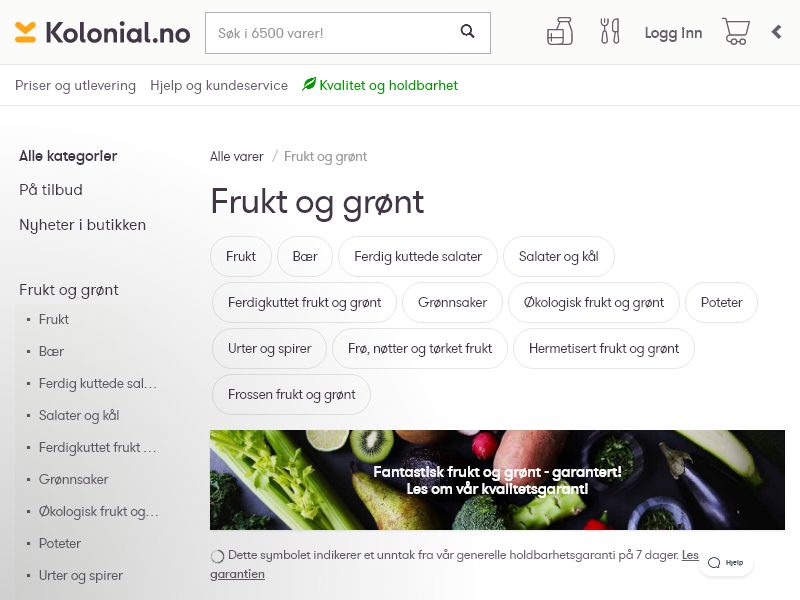 Kolonial.no
Søk i 6500 varer!
Logg inn
Priser og utlevering
Hjelp og kundeservice
Kvalitet og holdbarhet
Alle kategorier
På tilbud
Nyheter i butikken
Frukt og grønt
Frukt
Bær
Ferdig kuttede sal...
Salater og kål
Ferdigkuttet frukt ...
Grønnsaker
Økologisk frukt og...
Poteter
Urter og spirer
Alle varer / Frukt og grønt
Frukt og grønt
Frukt Bær Ferdig kuttede salater Salater og kål
Ferdigkuttet frukt og grønt Grønnsaker Økologisk frukt og grønt Poteter
Urter og spirer Frø, nøtter og tørket frukt Hermetisert frukt og grønt
Frossen frukt og grønt
Fantastisk frukt og grønt - garantert!
Les om vår kvalitetsgaranti
Dette symbolet indikerer et unntak fra vår generelle holdbarhetsgaranti på 7 dager. Les
garantien
Hjelp